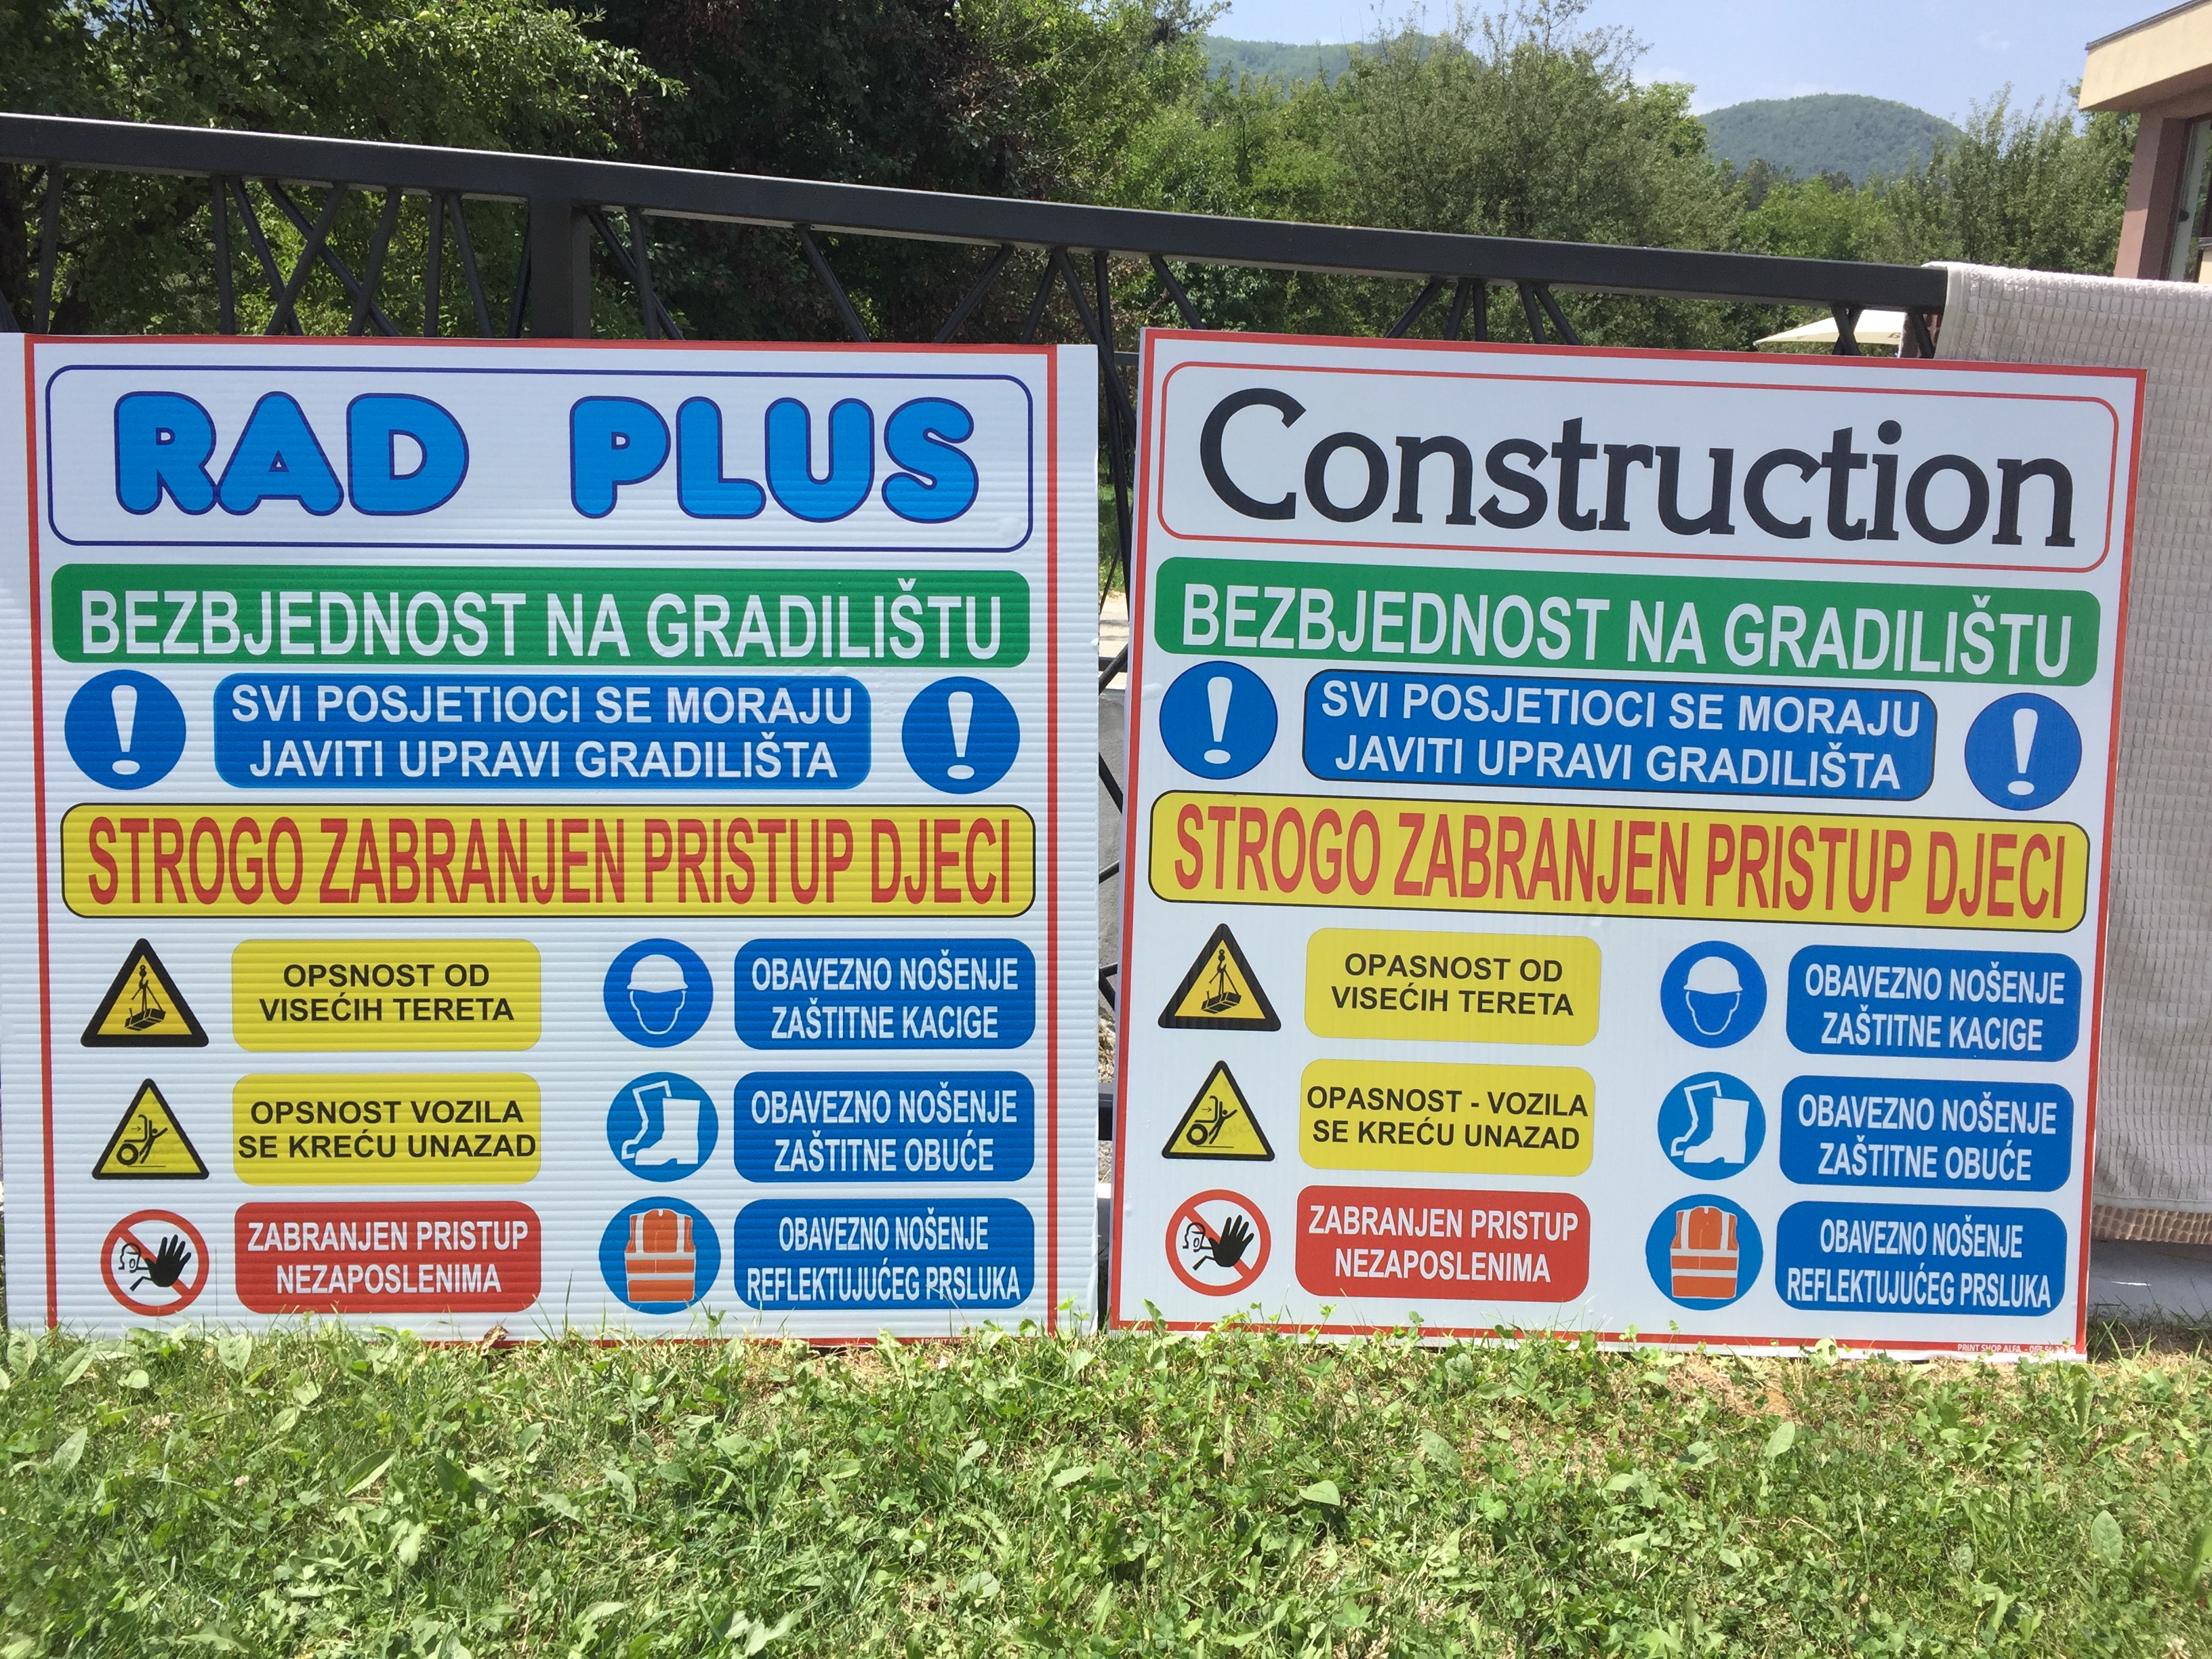 RAD PLUS
BEZBJEDNOST NA GRADILIŠTU
SVI POSJETIOCI SE MORAJU
JAVITI UPRAVI GRADILIŠTA
STROGO ZABRANJEN PRISTUP DJECI
OPSNOST OD
VISEĆIH TERETA
OBAVEZNO NOŠENJE
ZAŠTITNE KACIGE
OPSNOST VOZILA
SE KREĆU UNAZAD
OBAVEZNO NOŠENJE
ZAŠTITNE OBUĆE
ZABRANJEN PRISTUP
NEZAPOSLENIMA
OBAVEZNO NOŠENJE
REFLEKTUJUĆEG PRSLUKA
Construction
BEZBJEDNOST NA GRADILIŠTU
SVI POSJETIOCI SE MORAJU
JAVITI UPRAVI GRADILIŠTA
STROGO ZABRANJEN PRISTUP DJECI
OPASNOST OD
VISEĆIH TERETA
OBAVEZNO NOŠENJE
ZAŠTITNE KACIGE
OPASNOST - VOZILA
SE KREĆU UNAZAD
OBAVEZNO NOŠENJE
ZAŠTITNE OBUĆE
ZABRANJEN PRISTUP
NEZAPOSLENIMA
OBAVEZNO NOŠENJE
REFLEKTUJUĆEG PRSLUKA
PRINT SHOP ALFA